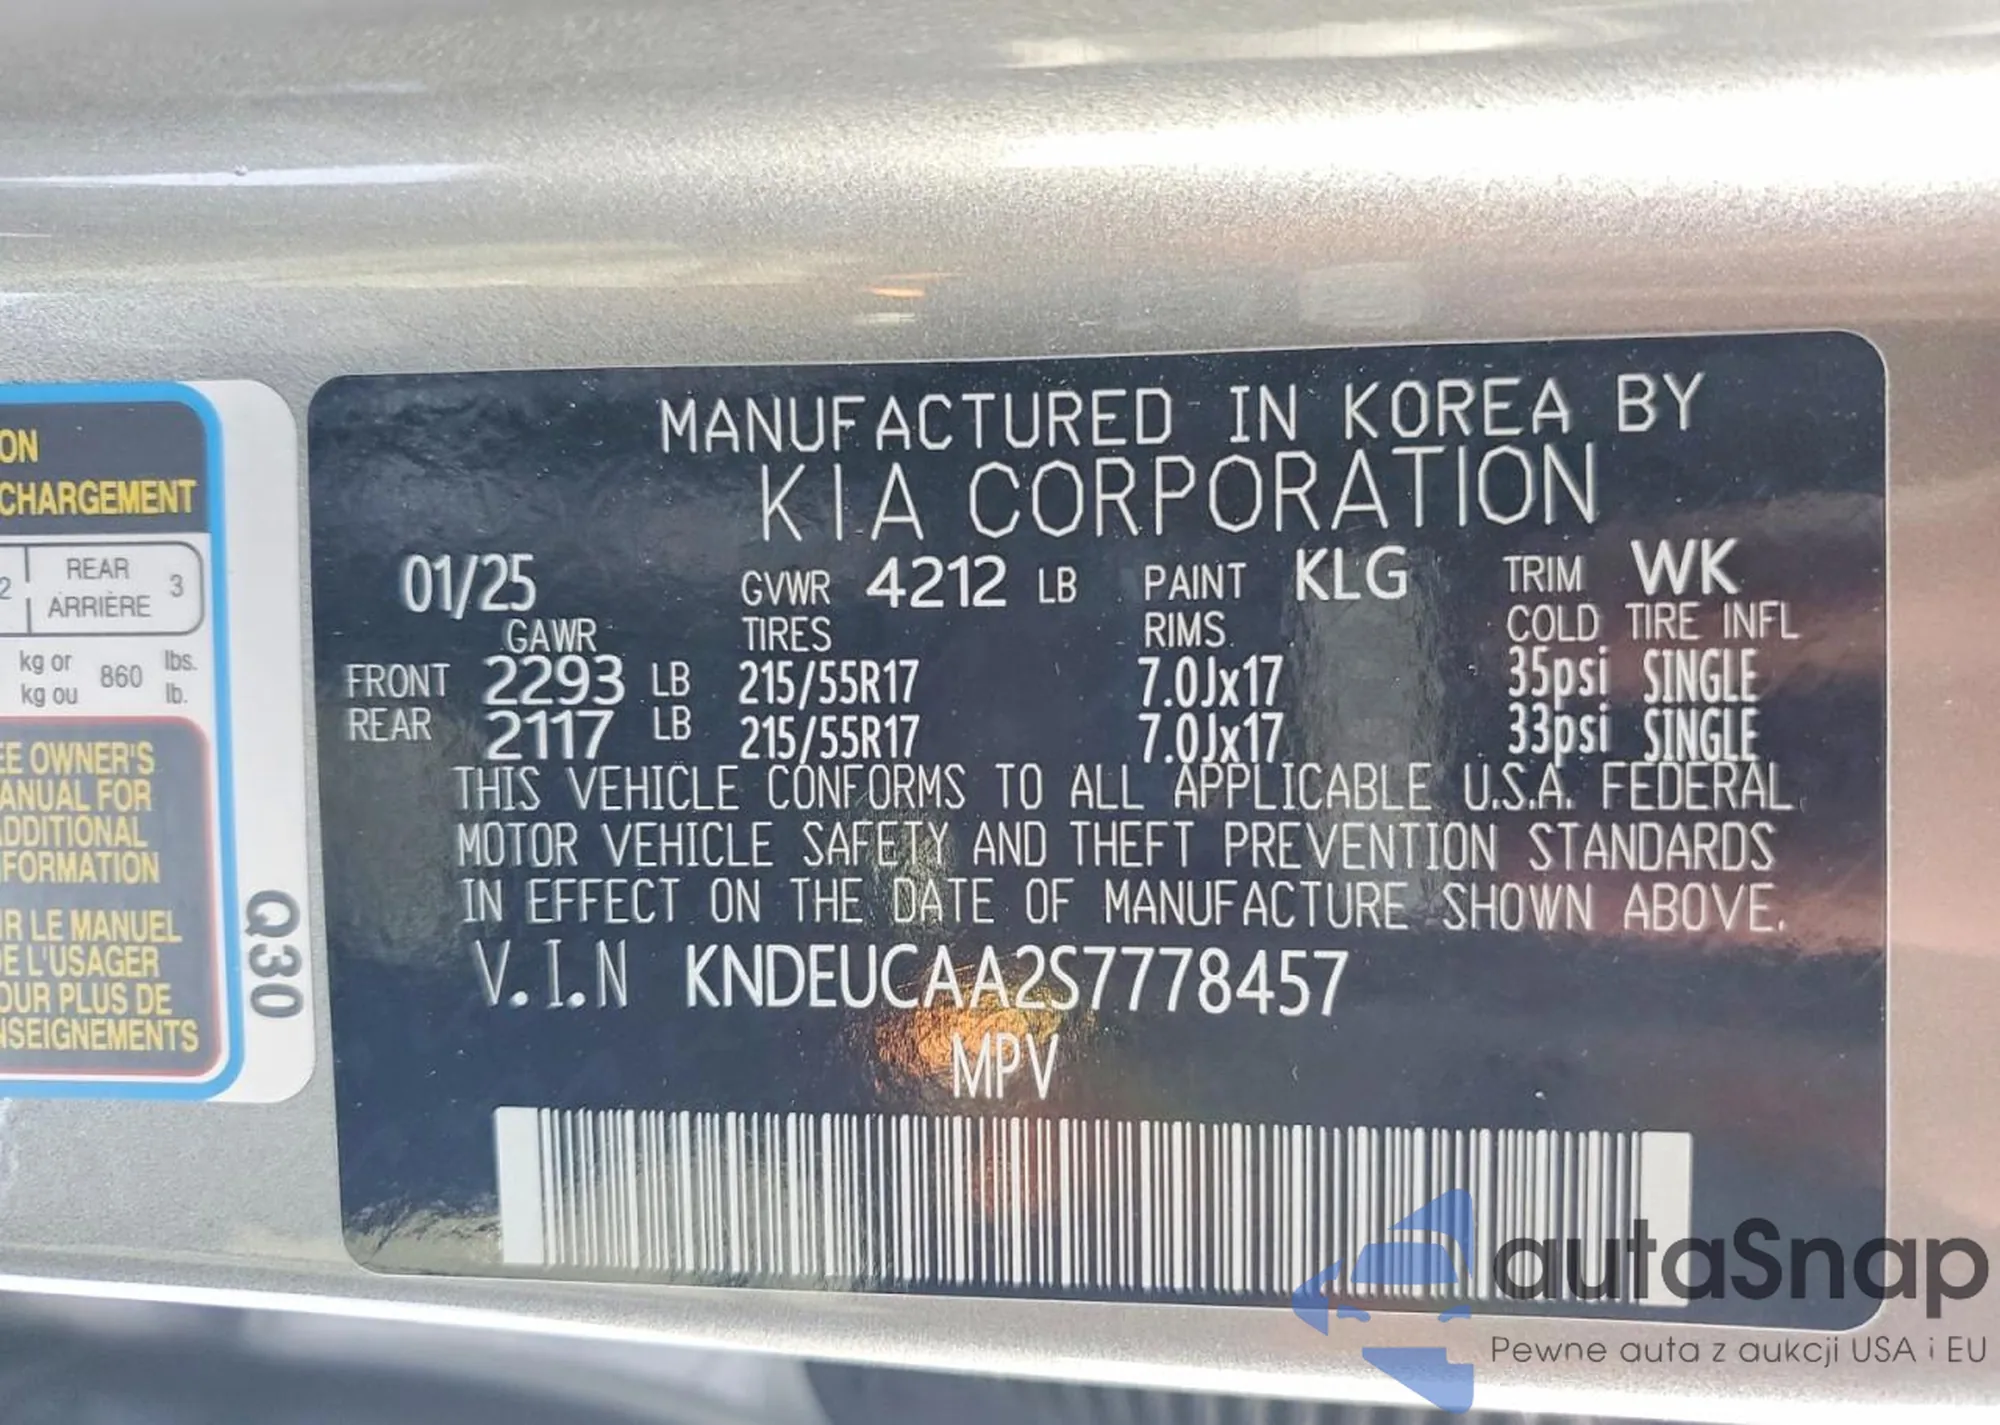 ON
CHARGEMENT
2 REAR 3
ARRIÈRE
kg or 860 lbs.
kg ou lb.
EE OWNER'S
ANUAL FOR
DDITIONAL
FORMATION
IR LE MANUEL
DE L'USAGER
OUR PLUS DE
NSEIGNEMENTS
Q30
MANUFACTURED IN KOREA BY
KIA CORPORATION
01/25 GVWR 4212 LB PAINT KLG TRIM WK
GAWR TIRES RIMS COLD TIRE INFL
FRONT 2293 LB 215/55R17 7.0Jx17 35psi SINGLE
REAR 2117 LB 215/55R17 7.0Jx17 33psi SINGLE
THIS VEHICLE CONFORMS TO ALL APPLICABLE U.S.A. FEDERAL
MOTOR VEHICLE SAFETY AND THEFT PREVENTION STANDARDS
IN EFFECT ON THE DATE OF MANUFACTURE SHOWN ABOVE.
V.I.N KNDEUCAA2S7778457
MPV
autaSnap
Pewne auta z aukcji USA i EU